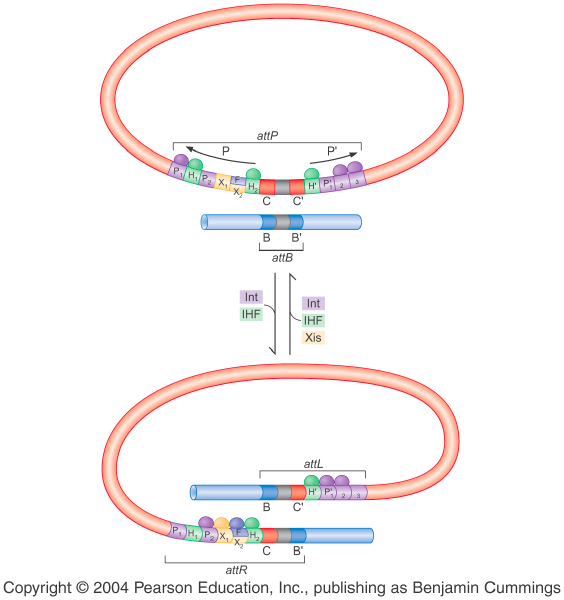 attP
P P'
P1 H1 P2 X1 F X2 H2 C C' H' P'1 2 3
B B'
attB
Int
IHF
Int
IHF
Xis
attL
H' P'1 2 3
B C'
P1 H1 P2 X1 F X2 H2
C B'
attR
Copyright © 2004 Pearson Education, Inc., publishing as Benjamin Cummings